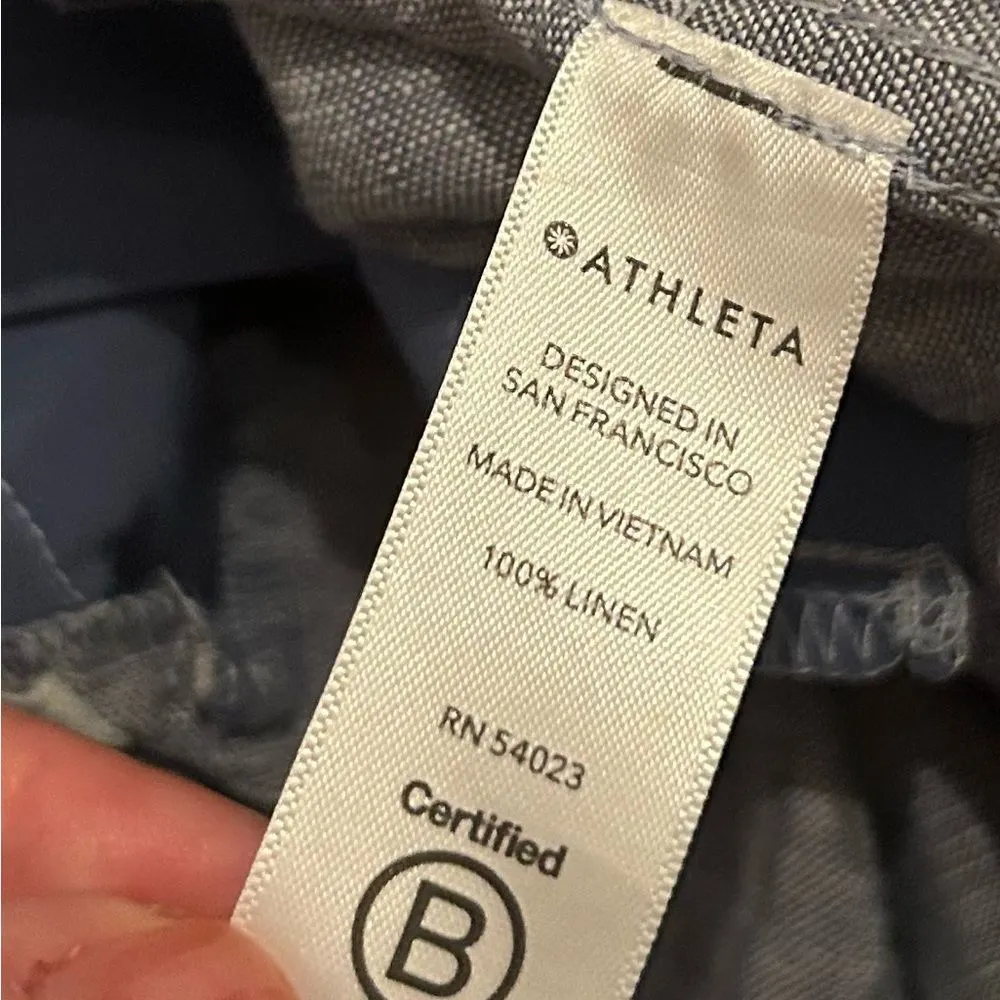 ATHLETA
DESIGNED IN
SAN FRANCISCO
MADE IN VIETNAM
100% LINEN
RN 54023
Certified
B